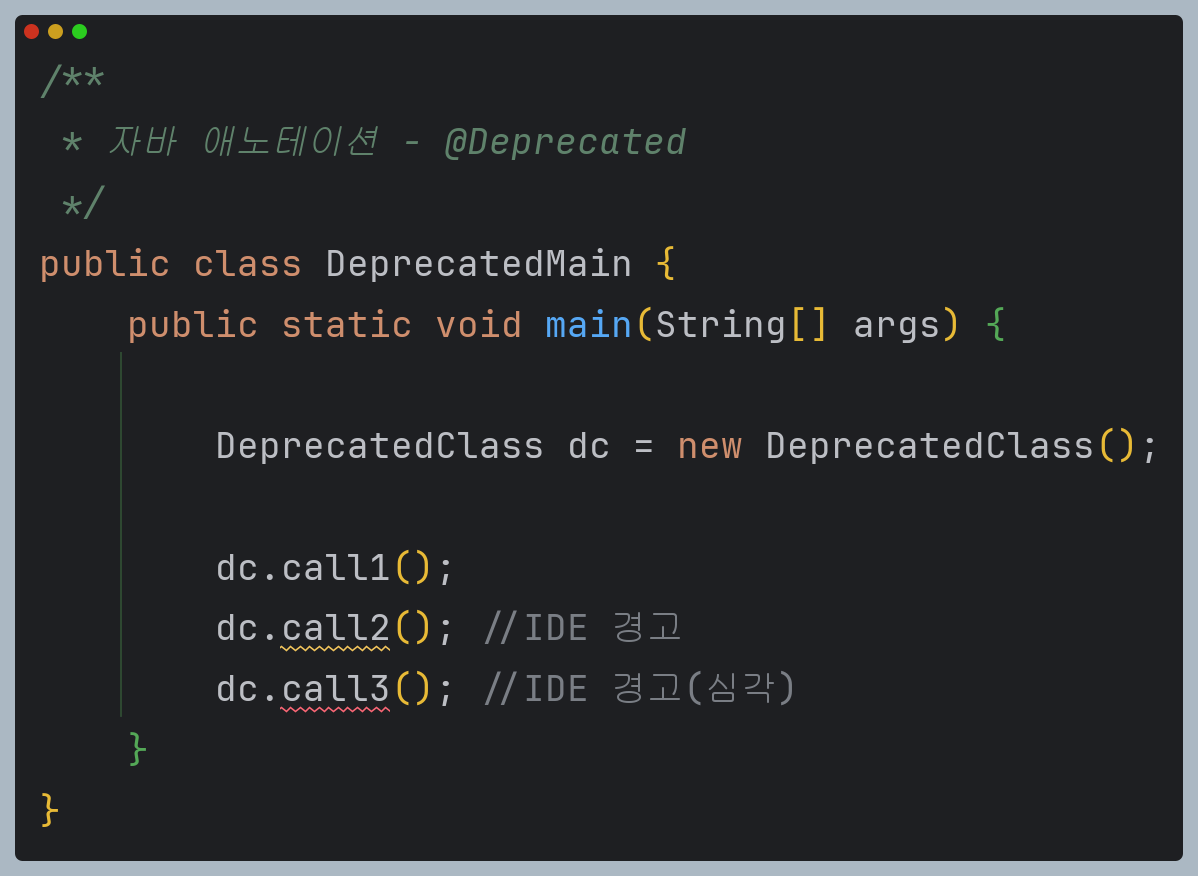 /**
 * 자바 애노테이션 - @Deprecated
 */
public class DeprecatedMain {
    public static void main(String[] args) {
        DeprecatedClass dc = new DeprecatedClass();
        dc.call1();
        dc.call2(); //IDE 경고
        dc.call3(); //IDE 경고(심각)
    }
}